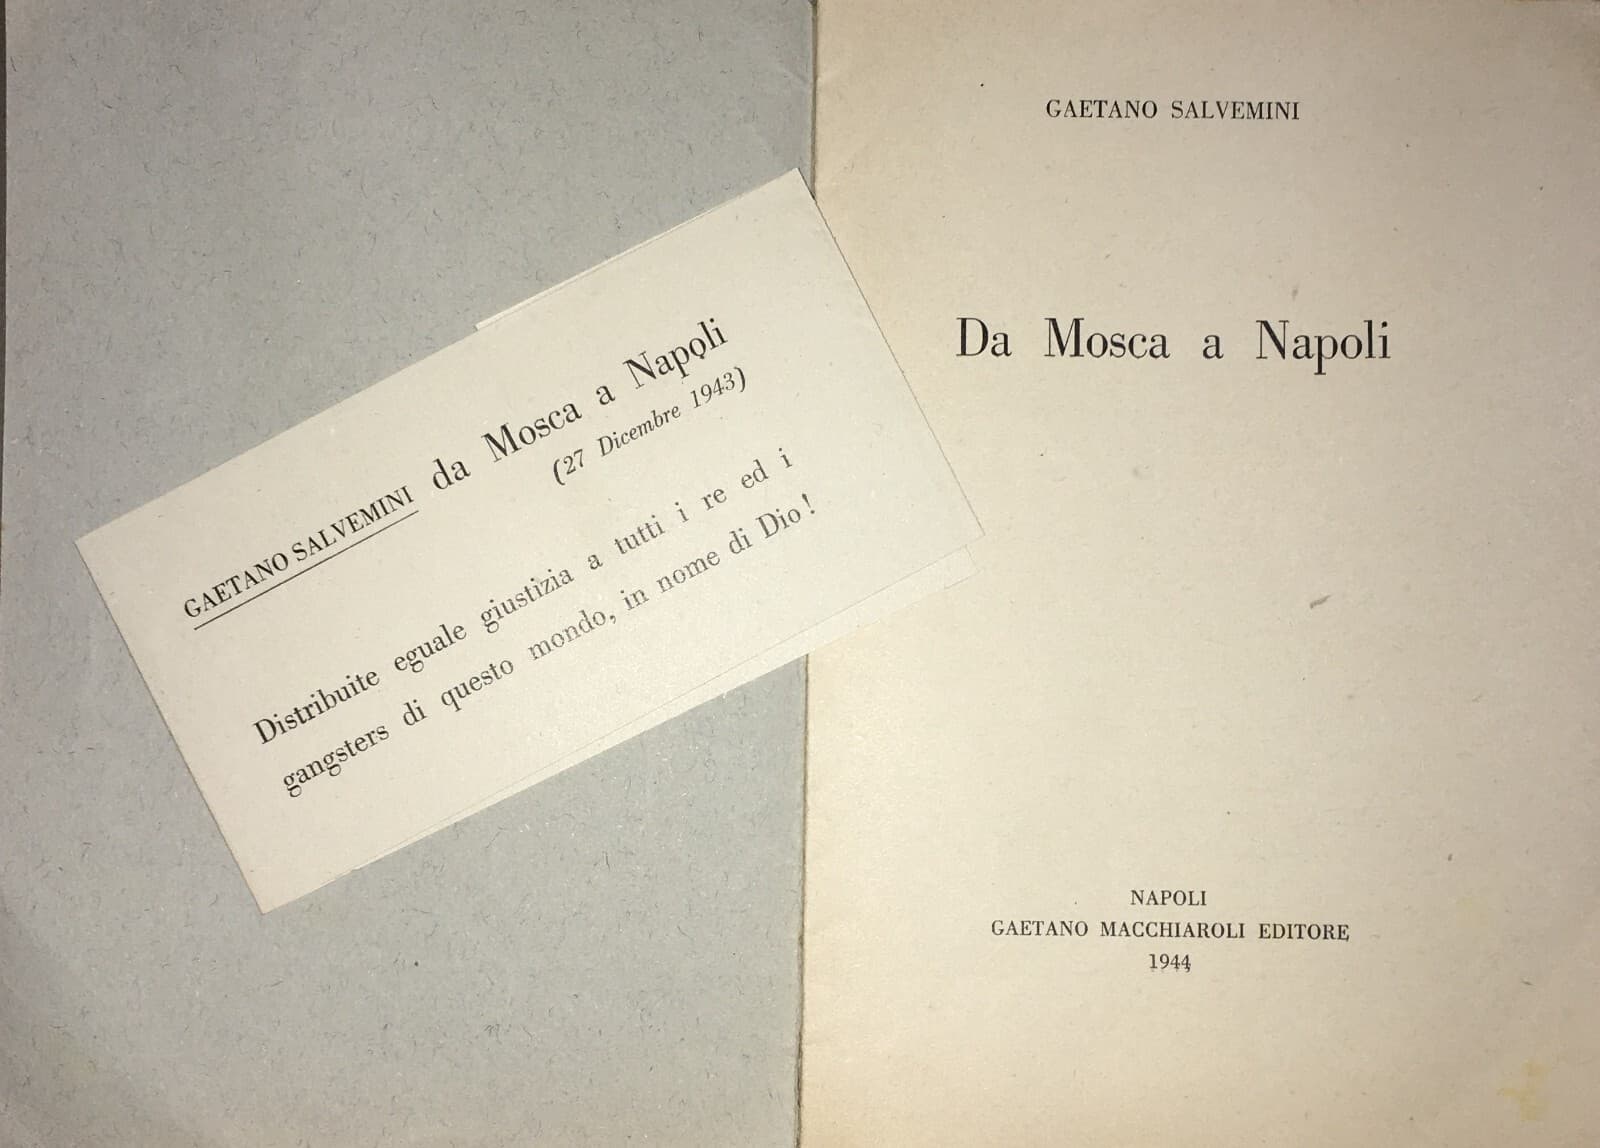 GAETANO SALVEMINI da Mosca a Napoli
(27 Dicembre 1943)
Distribuite eguale giustizia a tutti i re ed i
gangsters di questo mondo, in nome di Dio!
GAETANO SALVEMINI
Da Mosca a Napoli
NAPOLI
GAETANO MACCHIAROLI EDITORE
1944